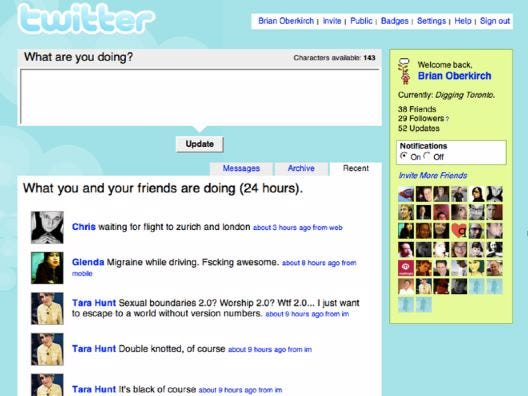 twitter
Brian Oberkirch | Invite | Public | Badges | Settings | Help | Sign out
What are you doing?
Characters available: 143
Update
Messages
Archive
Recent
What you and your friends are doing (24 hours).
Chris waiting for flight to zurich and london about 3 hours ago from web
Glenda Migraine while driving. Fscking awesome. about 8 hours ago from
mobile
Tara Hunt Sexual boundaries 2.0? Worship 2.0? Wtf 2.0... I just want
to escape to a world without version numbers. about 9 hours ago from im
Tara Hunt Double knotted, of course about 9 hours ago from im
Tara Hunt It's black of course about 9 hours ago from im
Welcome back,
Brian Oberkirch
Currently: Digging Toronto.
38 Friends
29 Followers ?
52 Updates
Notifications
On Off
Invite More Friends